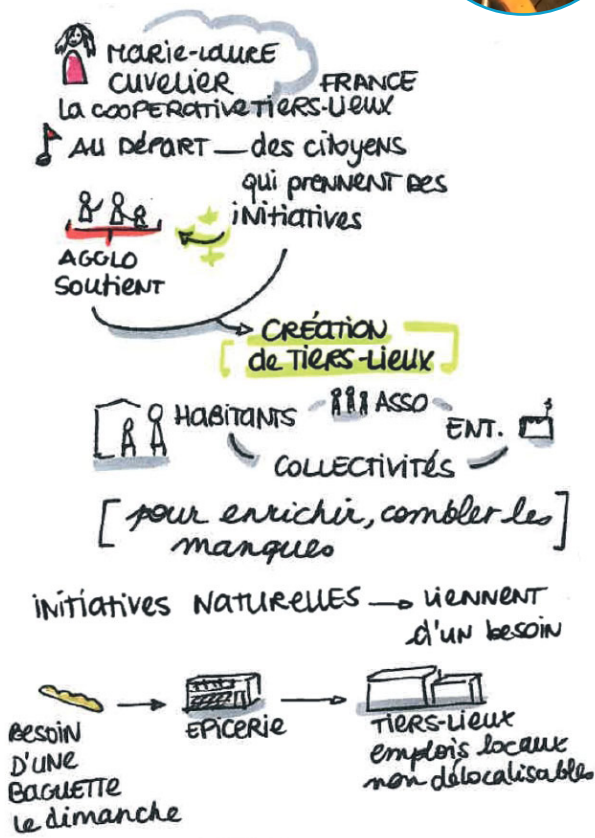 MARIE-LAURE
CUVELIER
FRANCE
La COOPERATIVE TIERS-LIEUX
AU DÉPART — des citoyens
qui PRENNENT DES
INITIATIVES
AGGLO
SOUTIENT
CRÉATION
de TIERS-LIEUX
HABITANTS
ASSO
ENT.
COLLECTIVITÉS
[pour enrichir, combler les
manques]
INITIATIVES NATURELLES → VIENNENT
d'UN besoin
BESOIN
D'UNE
BAGUETTE
le dimanche
EPICERIE
TIERS-LIEUX
emplois locaux
non délocalisables